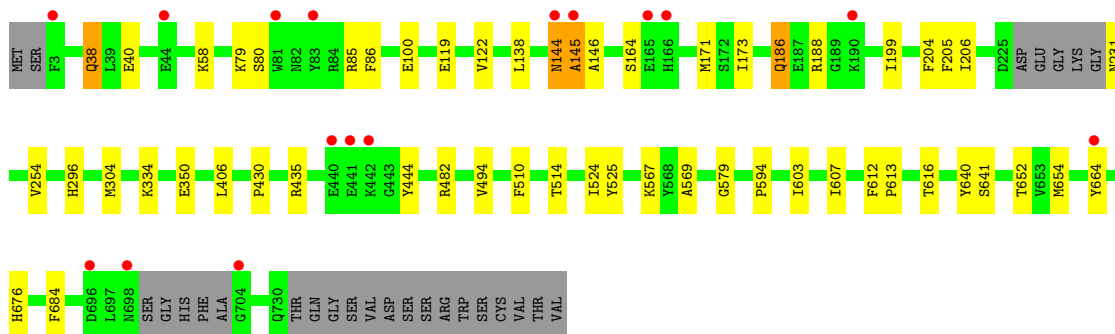 MET SER F3 Q38 L39 E40 E44 K58 K79 S80 W81 N82 Y83 R84 R85 F86 E100 E119 V122 L138 N144 A145 A146 S164 E165 H166 M171 S172 I173 Q186 E187 R188 G189 K190 I199 F204 F205 I206 D225 ASP GLU GLY LYS GLY N231
V254 H296 M304 K334 E350 L406 P430 R435 E440 E441 K442 G443 Y444 R482 V494 F510 T514 I524 Y525 K567 Y568 A569 G579 P594 I603 I607 F612 P613 T616 Y640 S641 T652 V653 M654 Y664
H676 F684 D696 L697 N698 SER GLY HIS PHE ALA G704 Q730 THR GLN GLY SER VAL ASP SER SER ARG TRP SER CYS VAL THR VAL